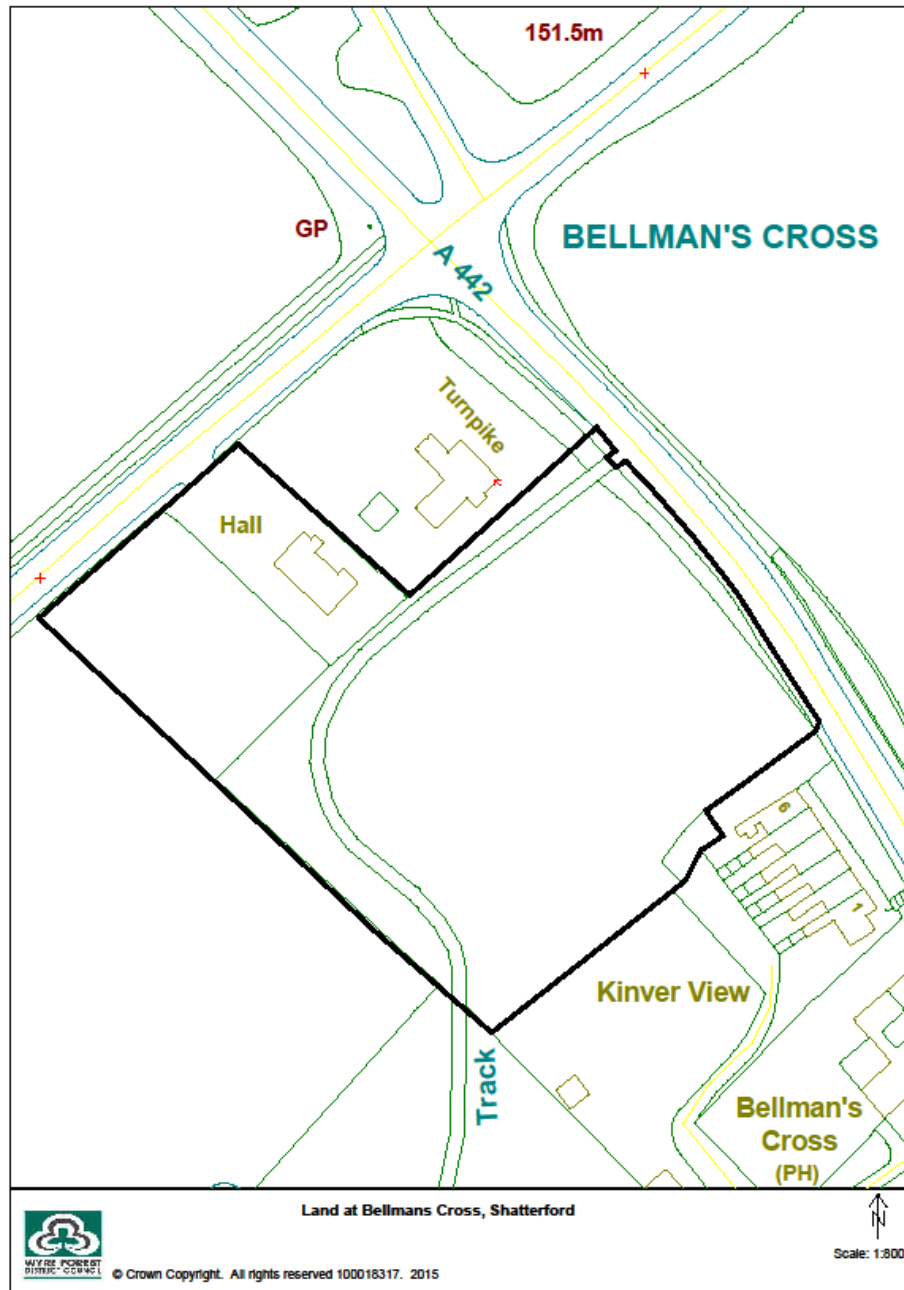 151.5m
GP
BELLMAN'S CROSS
A 442
Turnpike
Hall
6
1
Kinver View
Track
Bellman's
Cross
(PH)
Land at Bellmans Cross, Shatterford
N
Scale: 1:800
WYRE FOREST
DISTRICT COUNCIL
© Crown Copyright. All rights reserved 100018317. 2015